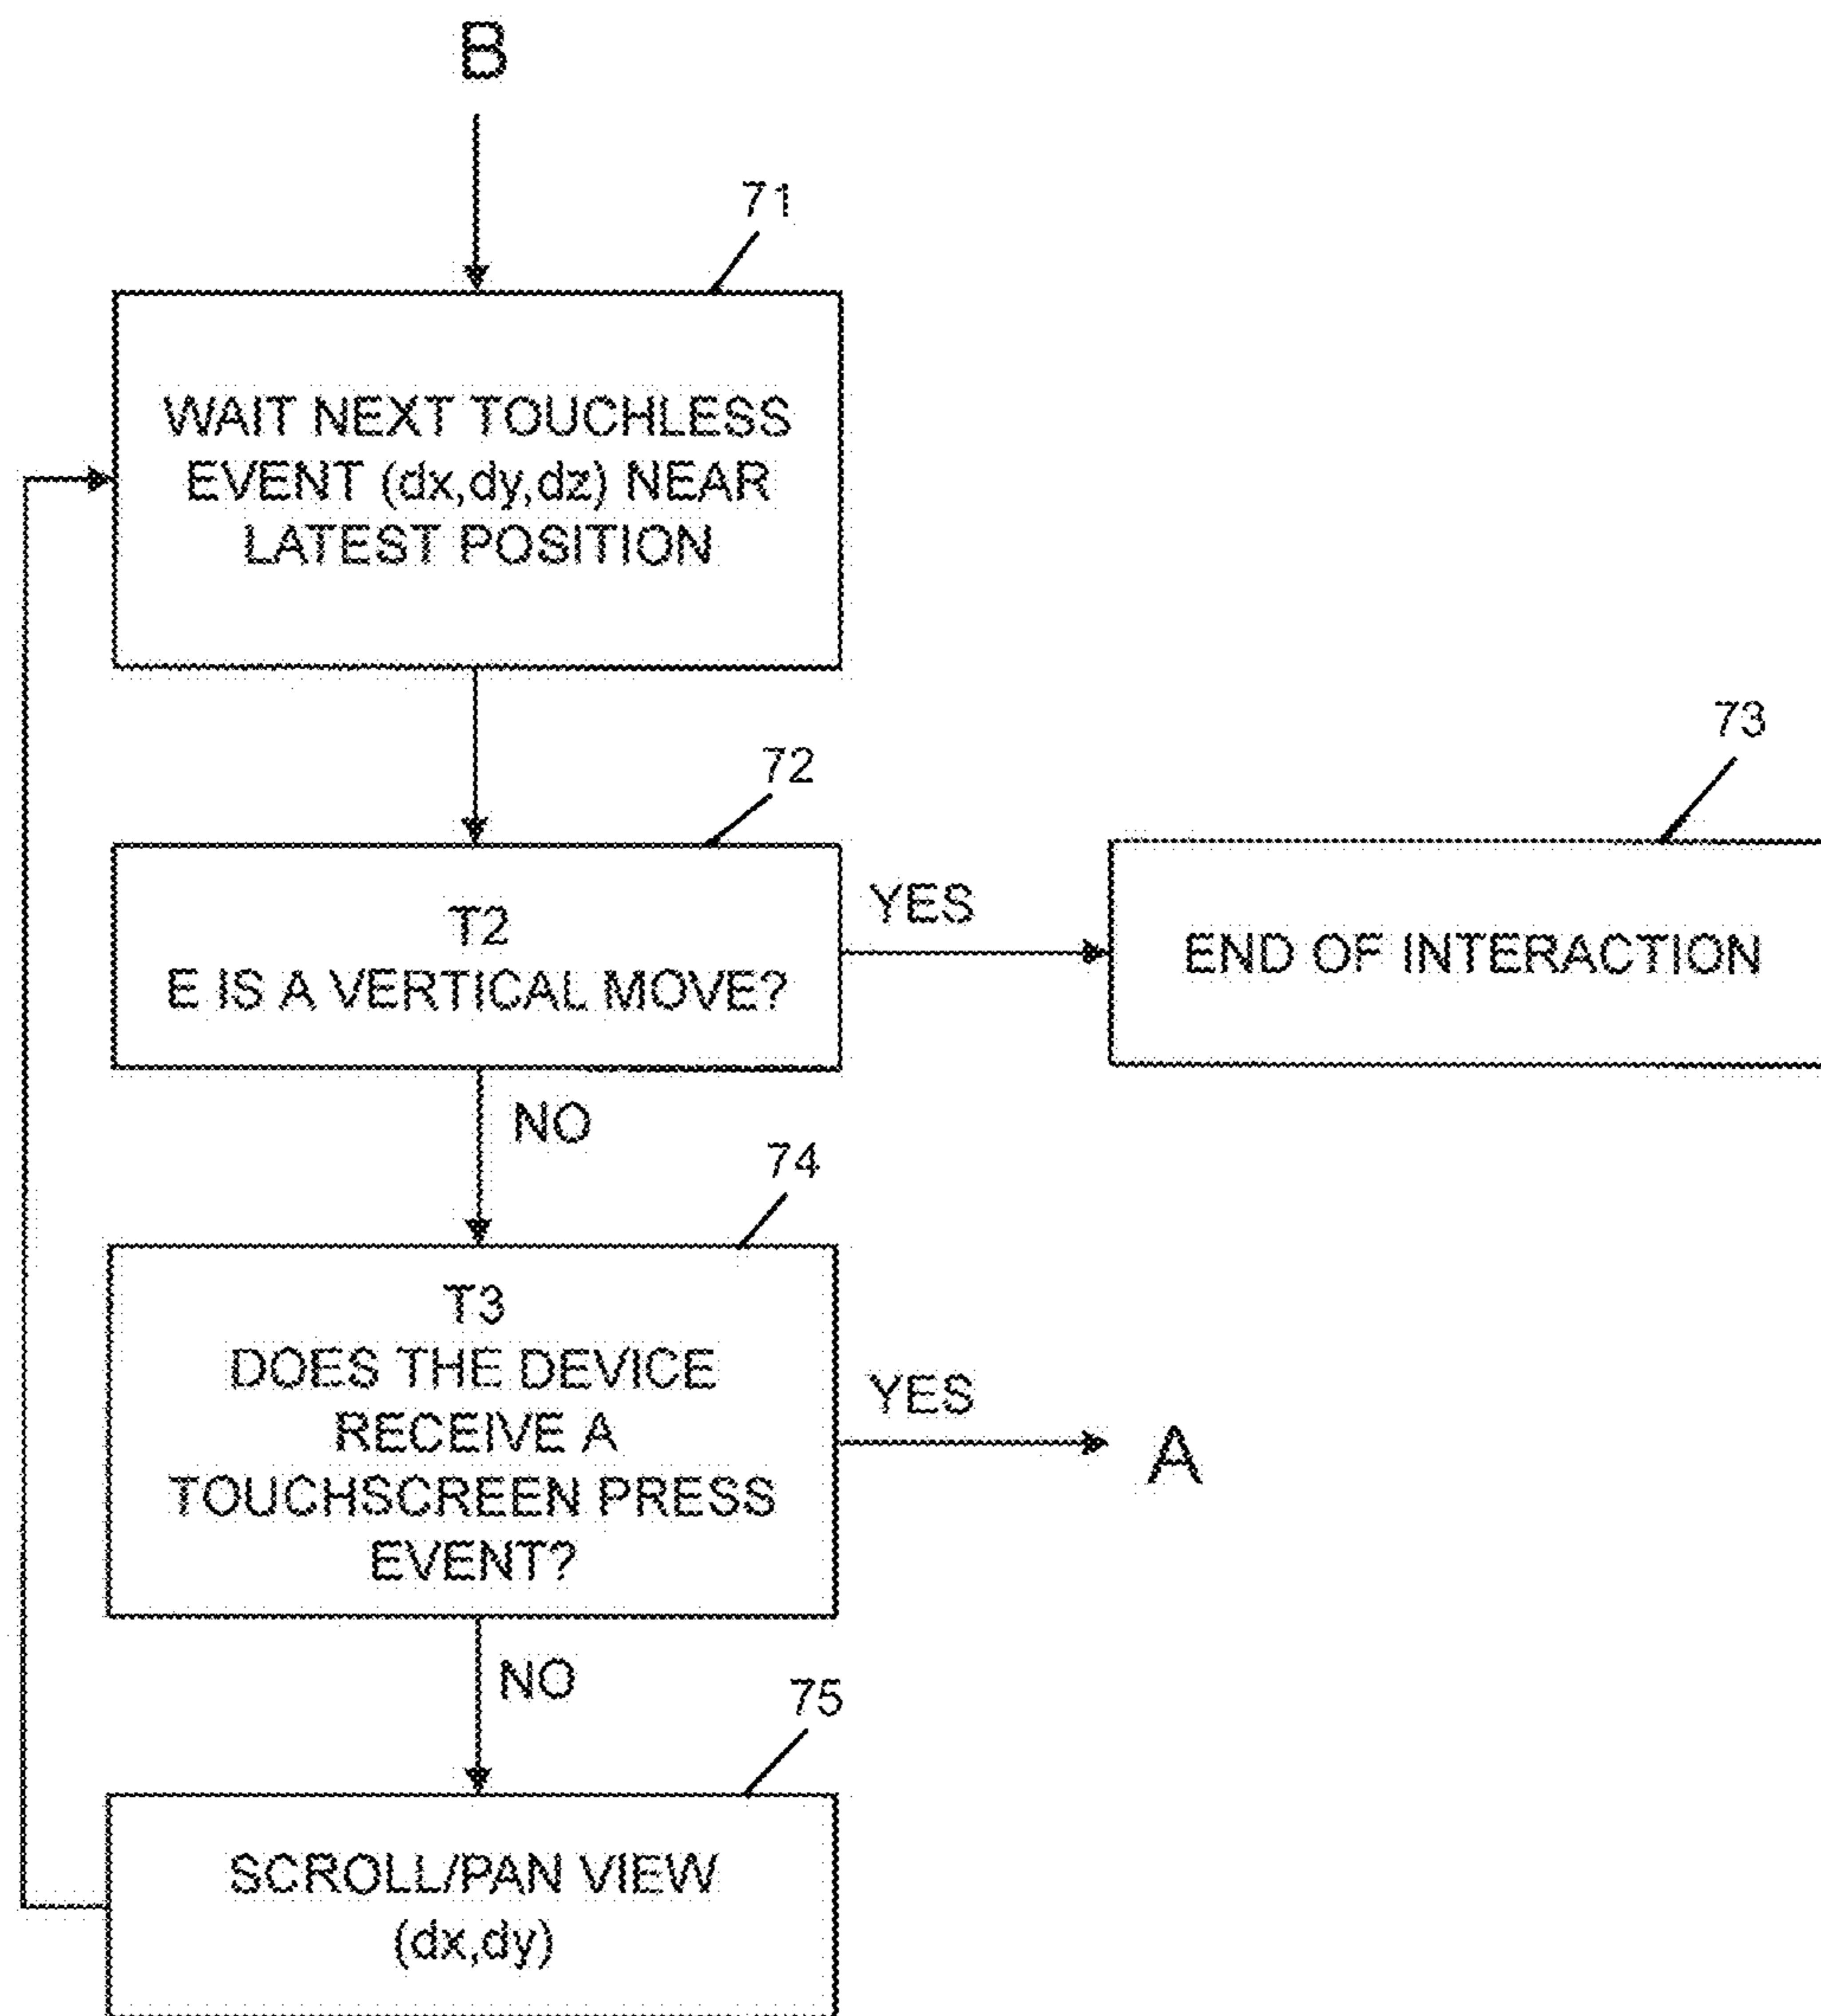 B
71
WAIT NEXT TOUCHLESS
EVENT (dx,dy,dz) NEAR
LATEST POSITION
72
T2
E IS A VERTICAL MOVE?
YES
73
END OF INTERACTION
NO
74
T3
DOES THE DEVICE
RECEIVE A
TOUCHSCREEN PRESS
EVENT?
YES
A
NO
75
SCROLL/PAN VIEW
(dx,dy)